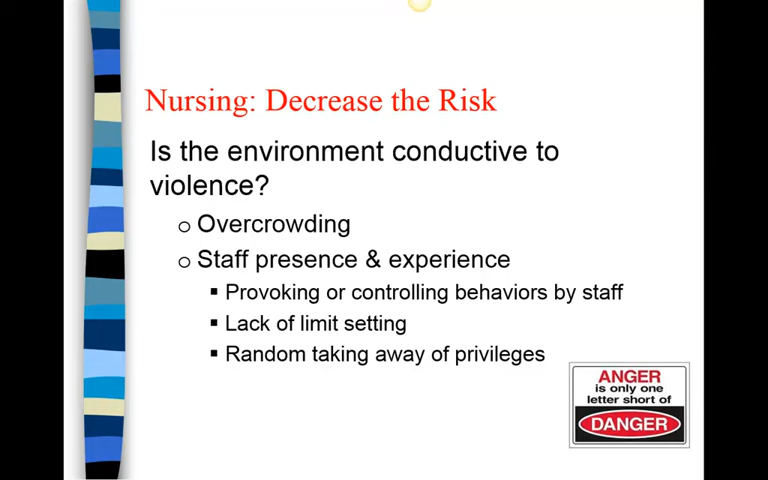 Nursing: Decrease the Risk
Is the environment conductive to
violence?
o Overcrowding
o Staff presence & experience
▪ Provoking or controlling behaviors by staff
▪ Lack of limit setting
▪ Random taking away of privileges
ANGER
is only one
letter short of
DANGER